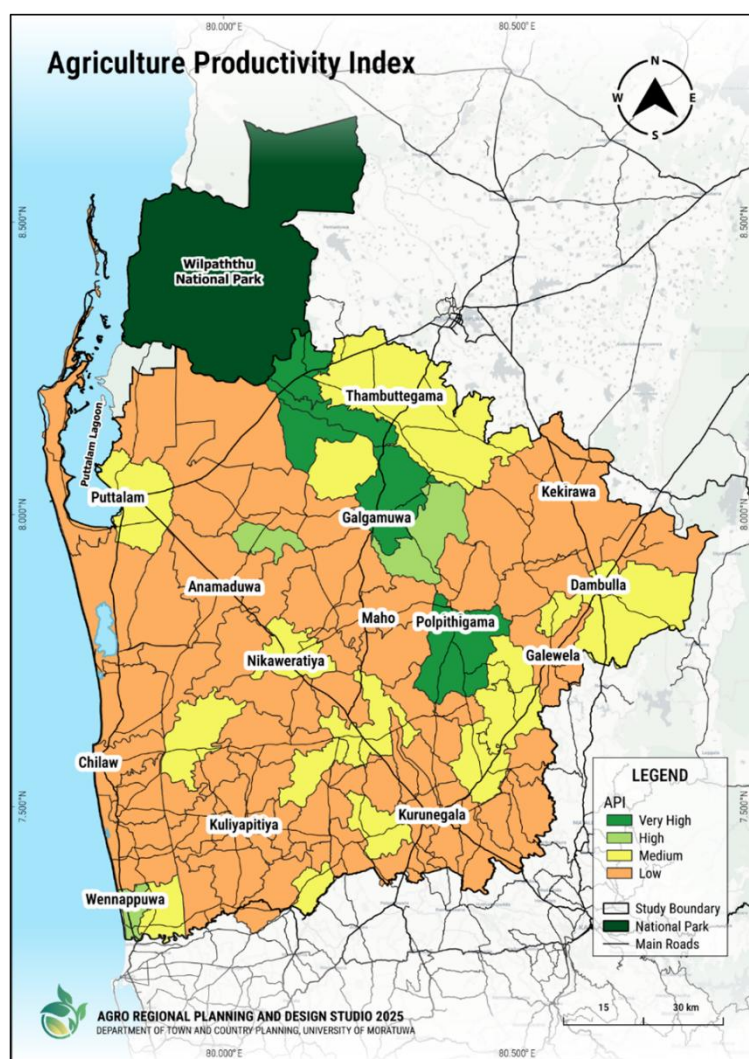 80.000°E
80.500°E
Agriculture Productivity Index
N
W
E
S
8.500°N
8.500°N
Wilpaththu
National Park
Thambuttegama
Puttalam Lagoon
Puttalam
Kekirawa
8.000°N
8.000°N
Galgamuwa
Anamaduwa
Dambulla
Maho
Polpithigama
Nikaweratiya
Galewela
Chilaw
7.500°N
7.500°N
Kuliyapitiya
Kurunegala
Wennappuwa
LEGEND
API
Very High
High
Medium
Low
Study Boundary
National Park
Main Roads
AGRO REGIONAL PLANNING AND DESIGN STUDIO 2025
DEPARTMENT OF TOWN AND COUNTRY PLANNING, UNIVERSITY OF MORATUWA
15
30 km
80.000°E
80.500°E